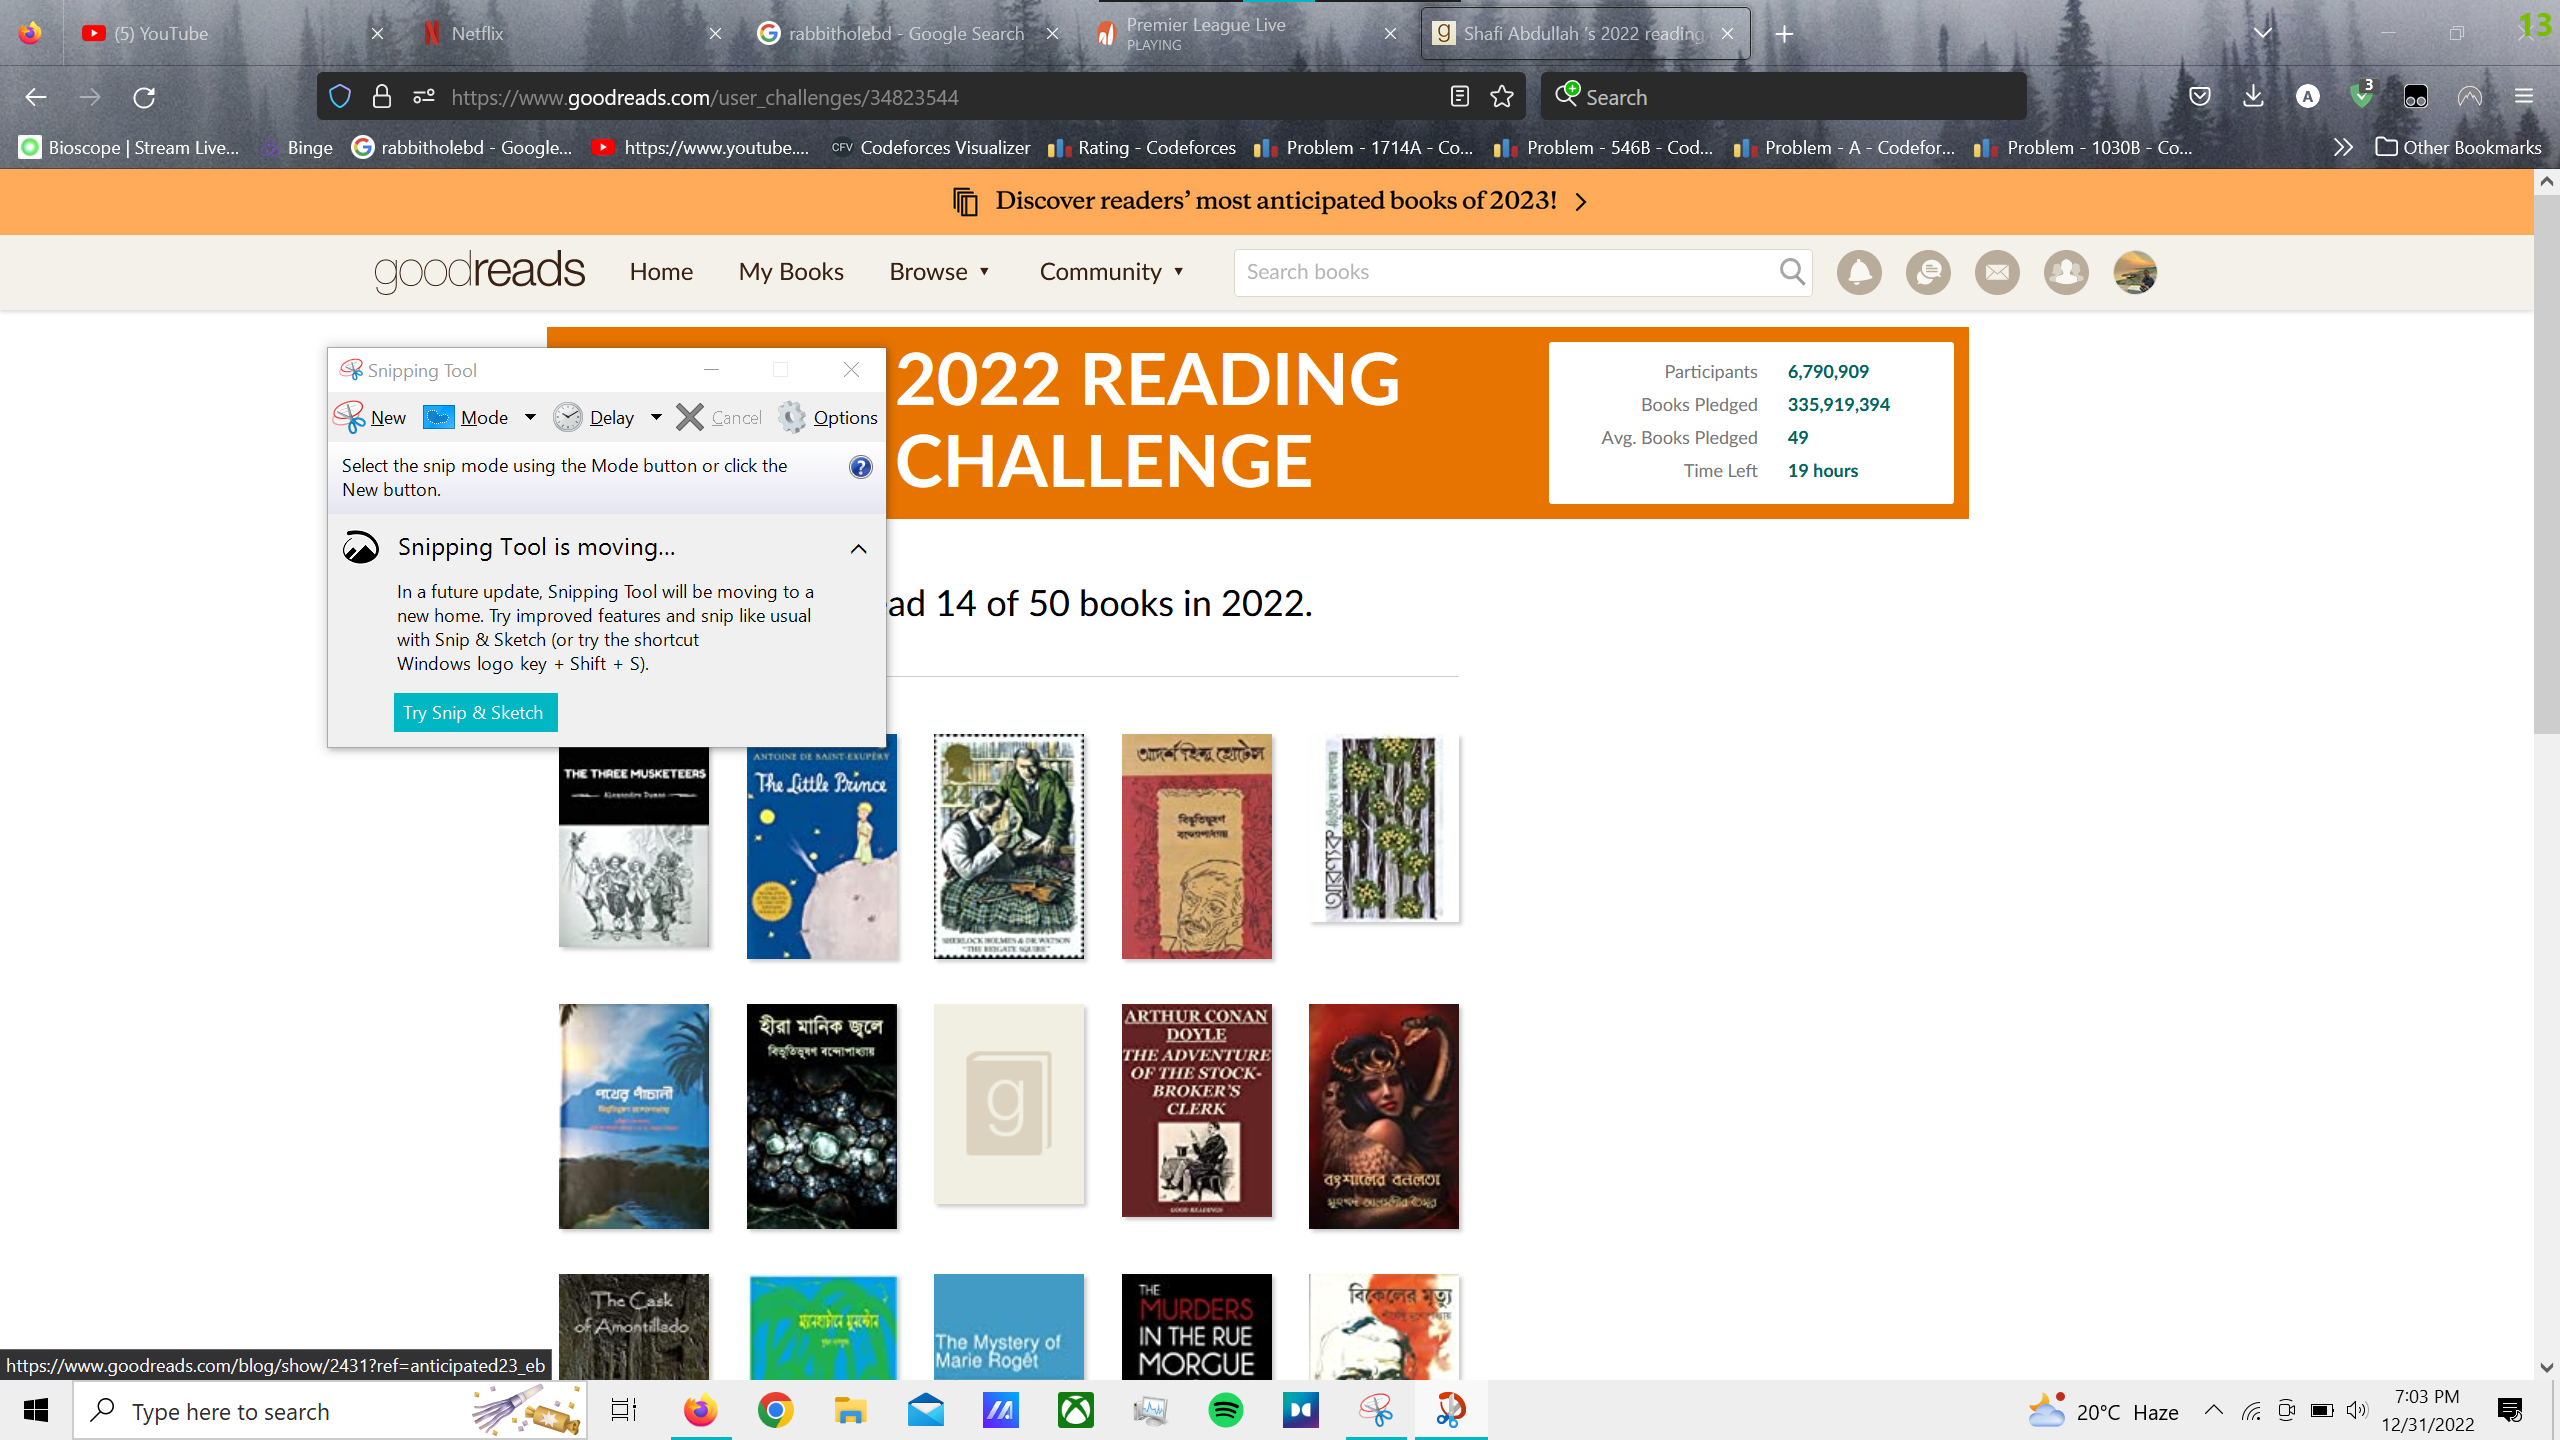 (5) YouTube
Netflix
rabbitholebd - Google Search
Premier League Live
PLAYING
Shafi Abdullah 's 2022 reading
13
https://www.goodreads.com/user_challenges/34823544
Search
3
Bioscope | Stream Live...
Binge
rabbitholebd - Google...
https://www.youtube....
CFV Codeforces Visualizer
Rating - Codeforces
Problem - 1714A - Co...
Problem - 546B - Cod...
Problem - A - Codefor...
Problem - 1030B - Co...
Other Bookmarks
Discover readers' most anticipated books of 2023!
goodreads
Home
My Books
Browse
Community
Search books
Snipping Tool
New
Mode
Delay
Cancel
Options
Select the snip mode using the Mode button or click the
New button.
Snipping Tool is moving...
In a future update, Snipping Tool will be moving to a
new home. Try improved features and snip like usual
with Snip & Sketch (or try the shortcut
Windows logo key + Shift + S).
Try Snip & Sketch
2022 READING
CHALLENGE
Participants 6,790,909
Books Pledged 335,919,394
Avg. Books Pledged 49
Time Left 19 hours
ad 14 of 50 books in 2022.
THE THREE MUSKETEERS
Alexandre Dumas
ANTOINE DE SAINT-EXUPÉRY
The Little Prince
24
SHERLOCK HOLMES & DR. WATSON
"THE REIGATE SQUIRE"
আদর্শ হিন্দু হোটেল
বিভূতিভূষণ
বন্দ্যোপাধ্যায়
আরণ্যক
পথের পাঁচালী
হীরা মানিক জ্বলে
বিভূতিভূষণ বন্দোপাধ্যায়
g
ARTHUR CONAN
DOYLE
THE ADVENTURE
OF THE STOCK-
BROKER'S
CLERK
GOOD READINGS
বংশালের বনলতা
মুহম্মদ আলমগীর তৈমূর
The Cask
of Amontillado
ম্যানহাটানে মুনস্টোন
The Mystery of
Marie Rogêt
THE
MURDERS
IN THE RUE
MORGUE
বিকেলের মৃত্যু
https://www.goodreads.com/blog/show/2431?ref=anticipated23_eb
Type here to search
20°C Haze
7:03 PM
12/31/2022